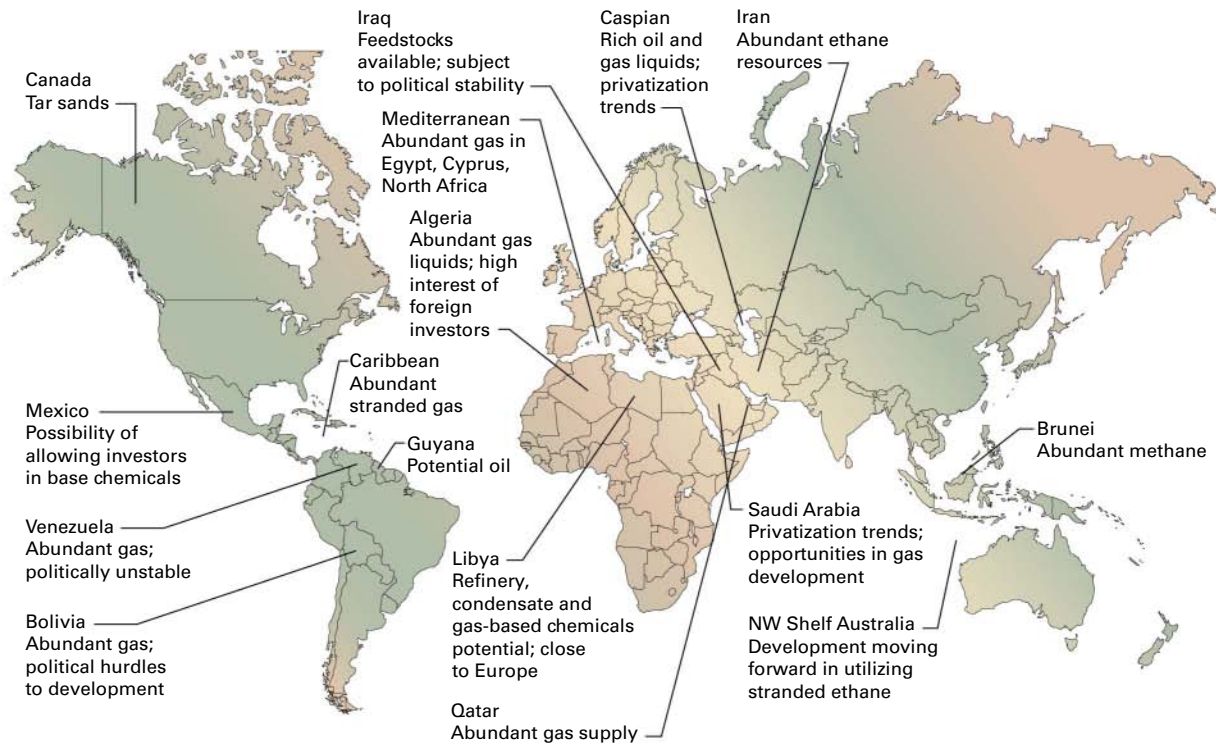 Canada
Tar sands
Iraq
Feedstocks
available; subject
to political stability
Caspian
Rich oil and
gas liquids;
privatization
trends
Iran
Abundant ethane
resources
Mediterranean
Abundant gas in
Egypt, Cyprus,
North Africa
Algeria
Abundant gas
liquids; high
interest of
foreign
investors
Caribbean
Abundant
stranded gas
Mexico
Possibility of
allowing investors
in base chemicals
Guyana
Potential oil
Brunei
Abundant methane
Venezuela
Abundant gas;
politically unstable
Bolivia
Abundant gas;
political hurdles
to development
Libya
Refinery,
condensate and
gas-based chemicals
potential; close
to Europe
Saudi Arabia
Privatization trends;
opportunities in gas
development
NW Shelf Australia
Development moving
forward in utilizing
stranded ethane
Qatar
Abundant gas supply